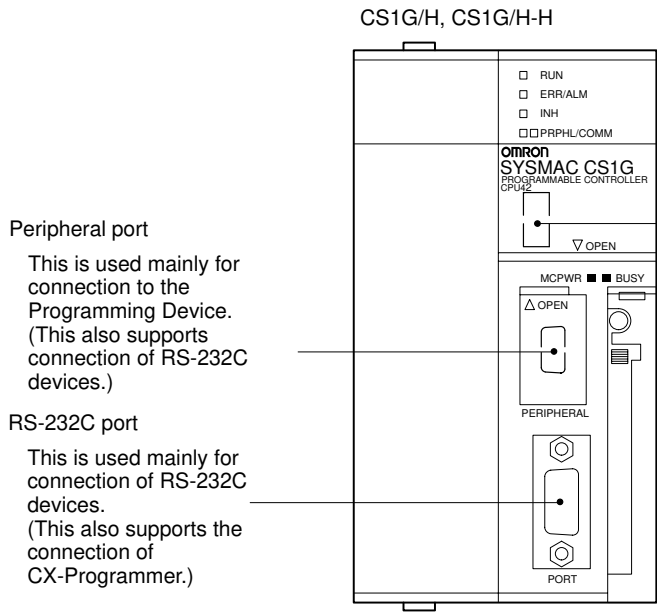 CS1G/H, CS1G/H-H
RUN
ERR/ALM
INH
PRPHL/COMM
OMRON
SYSMAC CS1G
PROGRAMMABLE CONTROLLER
CPU42
OPEN
MCPWR BUSY
OPEN
PERIPHERAL
PORT
Peripheral port
This is used mainly for
connection to the
Programming Device.
(This also supports
connection of RS-232C
devices.)
RS-232C port
This is used mainly for
connection of RS-232C
devices.
(This also supports the
connection of
CX-Programmer.)